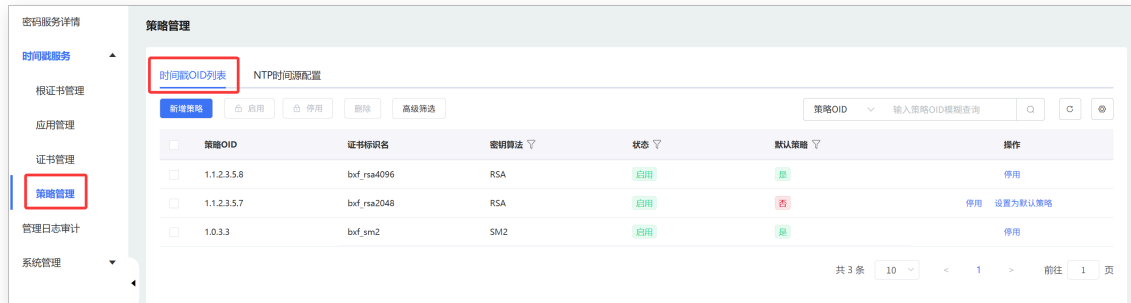 密码服务详情
策略管理
时间戳服务
时间戳OID列表 NTP时间源配置
根证书管理
新增策略 启用 停用 删除 高级筛选 策略OID 输入策略OID模糊查询
应用管理
策略OID 证书标识名 密钥算法 状态 默认策略 操作
证书管理
1.1.2.3.5.8 bxf_rsa4096 RSA 启用 是 停用
策略管理
1.1.2.3.5.7 bxf_rsa2048 RSA 启用 否 停用 设置为默认策略
管理日志审计
1.0.3.3 bxf_sm2 SM2 启用 是 停用
系统管理
共 3 条 10 < 1 > 前往 1 页